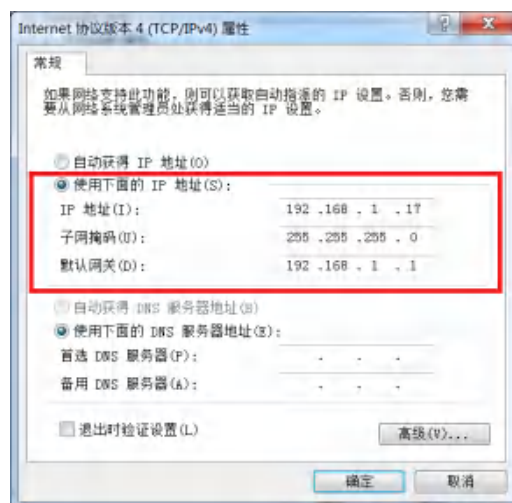 Internet 协议版本 4 (TCP/IPv4) 属性
常规
如果网络支持此功能，则可以获取自动指派的 IP 设置。否则，您需
要从网络系统管理员处获得适当的 IP 设置。
自动获得 IP 地址(O)
使用下面的 IP 地址(S):
IP 地址(I): 192 .168 . 1 .17
子网掩码(U): 255 .255 .255 . 0
默认网关(D): 192 .168 . 1 . 1
自动获得 DNS 服务器地址(B)
使用下面的 DNS 服务器地址(E):
首选 DNS 服务器(P): . . .
备用 DNS 服务器(A): . . .
退出时验证设置(L)
高级(V)...
确定 取消